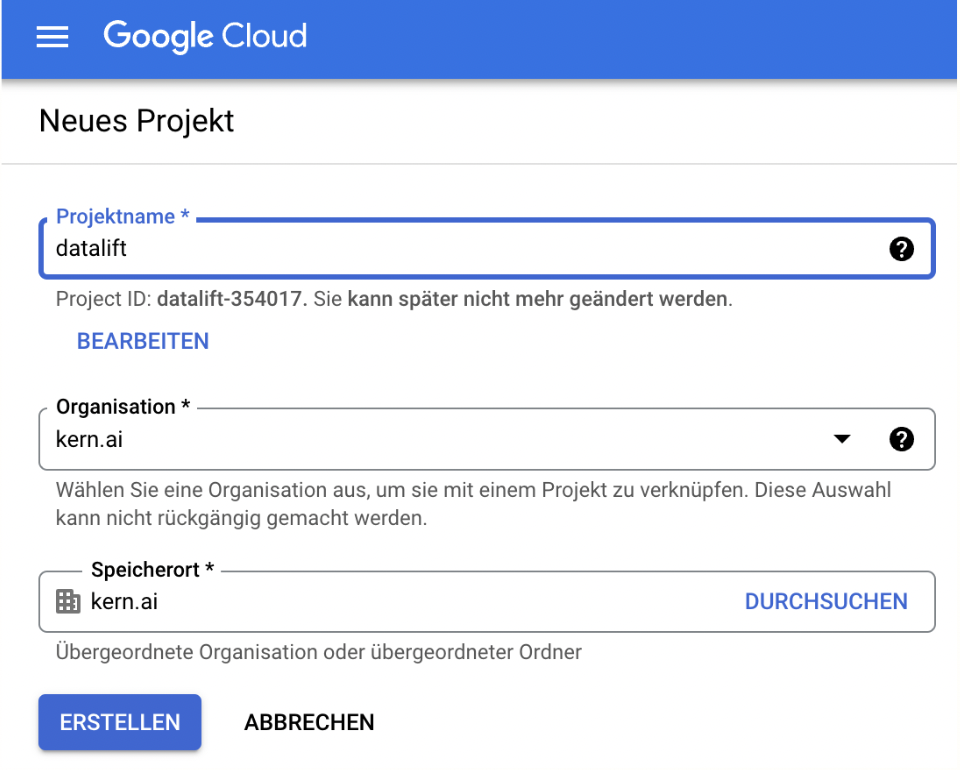 Google Cloud
Neues Projekt
Projektname *
datalift
Project ID: datalift-354017. Sie kann später nicht mehr geändert werden.
BEARBEITEN
Organisation *
kern.ai
Wählen Sie eine Organisation aus, um sie mit einem Projekt zu verknüpfen. Diese Auswahl
kann nicht rückgängig gemacht werden.
Speicherort *
kern.ai
DURCHSUCHEN
Übergeordnete Organisation oder übergeordneter Ordner
ERSTELLEN
ABBRECHEN